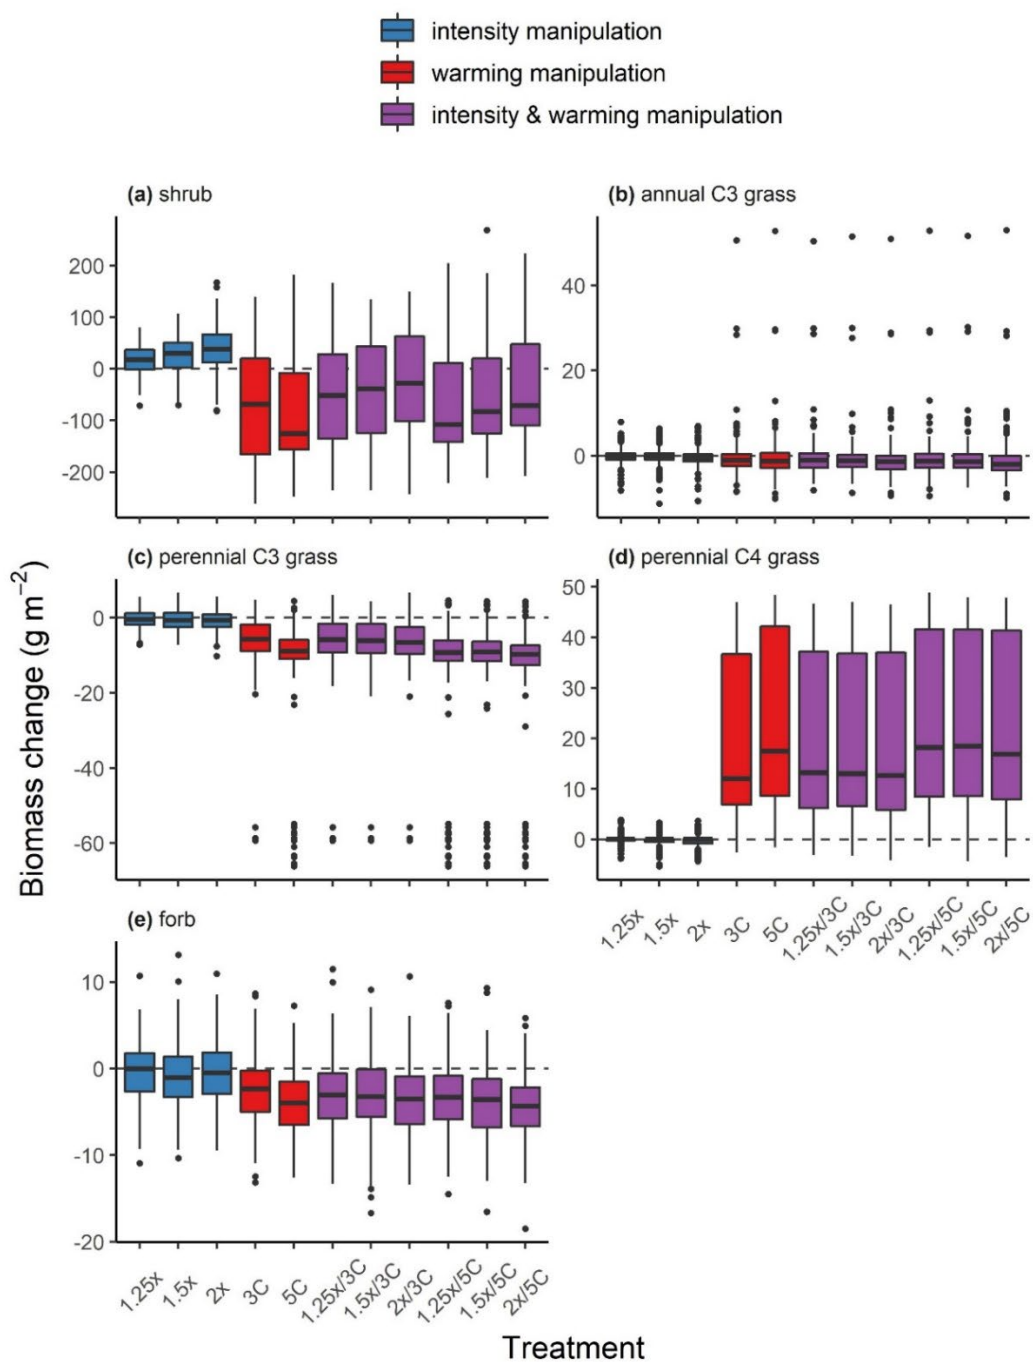 intensity manipulation
warming manipulation
intensity & warming manipulation
(a) shrub
(b) annual C3 grass
200
100
0
-100
-200
40
20
0
(c) perennial C3 grass
(d) perennial C4 grass
0
-20
-40
-60
50
40
30
20
10
0
Biomass change (g m⁻²)
1.25x
1.5x
2x
3C
5C
1.25x/3C
1.5x/3C
2x/3C
1.25x/5C
1.5x/5C
2x/5C
(e) forb
10
0
-10
-20
1.25x
1.5x
2x
3C
5C
1.25x/3C
1.5x/3C
2x/3C
1.25x/5C
1.5x/5C
2x/5C
Treatment